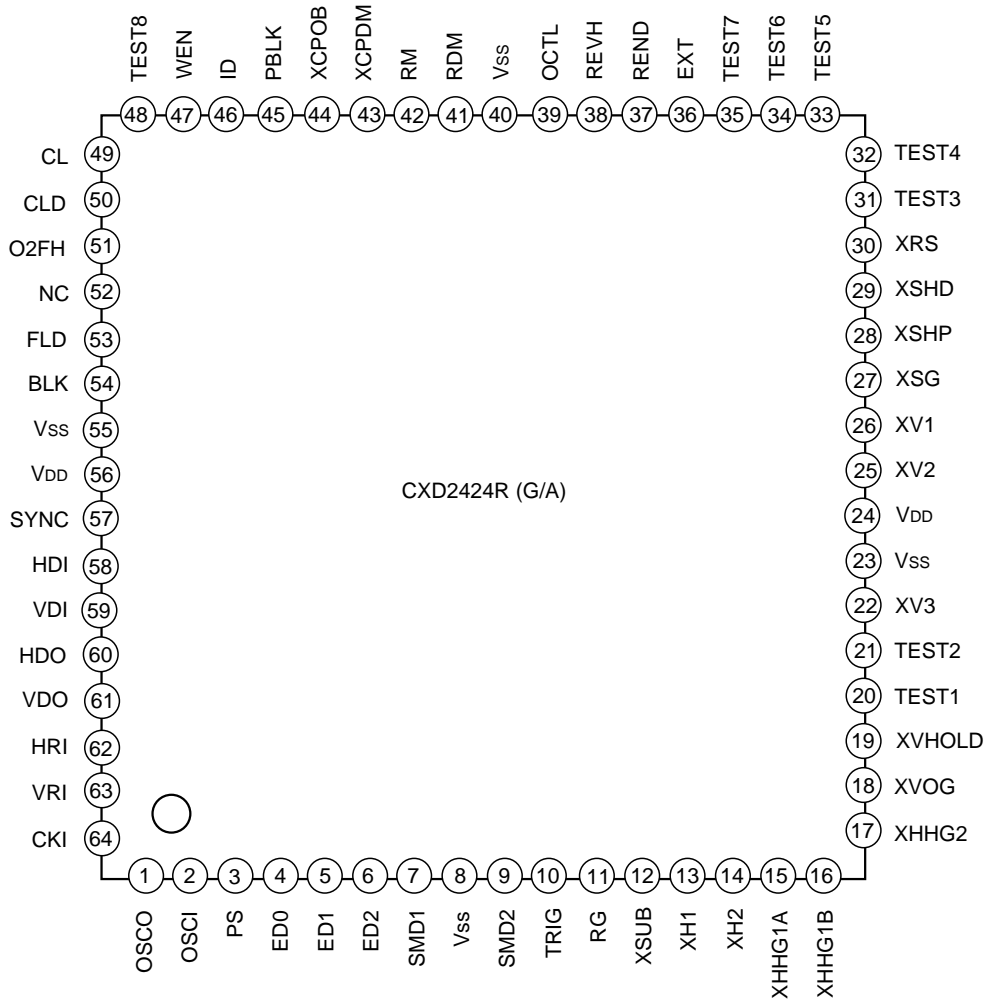 TEST8 WEN ID PBLK XCPOB XCPDM RM RDM Vss OCTL REVH REND EXT TEST7 TEST6 TEST5
48 47 46 45 44 43 42 41 40 39 38 37 36 35 34 33
CL 49 32 TEST4
CLD 50 31 TEST3
O2FH 51 30 XRS
NC 52 29 XSHD
FLD 53 28 XSHP
BLK 54 27 XSG
Vss 55 26 XV1
VDD 56 25 XV2
CXD2424R (G/A)
SYNC 57 24 VDD
HDI 58 23 Vss
VDI 59 22 XV3
HDO 60 21 TEST2
VDO 61 20 TEST1
HRI 62 19 XVHOLD
VRI 63 18 XVOG
CKI 64 17 XHHG2
1 2 3 4 5 6 7 8 9 10 11 12 13 14 15 16
OSCO OSCI PS ED0 ED1 ED2 SMD1 Vss SMD2 TRIG RG XSUB XH1 XH2 XHHG1A XHHG1B